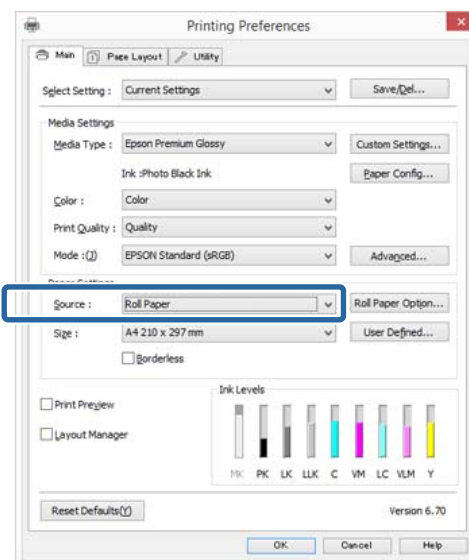 Printing Preferences
Main Page Layout Utility
Select Setting : Current Settings Save/Del...
Media Settings
Media Type : Epson Premium Glossy Custom Settings...
Ink :Photo Black Ink Paper Config...
Color : Color
Print Quality : Quality
Mode :(J) EPSON Standard (sRGB) Advanced...
Paper Settings
Source : Roll Paper Roll Paper Option...
Size : A4 210 x 297 mm User Defined...
Borderless
Ink Levels
Print Preview
Layout Manager
MK PK LK LLK C VM LC VLM Y
Reset Defaults(Y) Version 6.70
OK Cancel Help